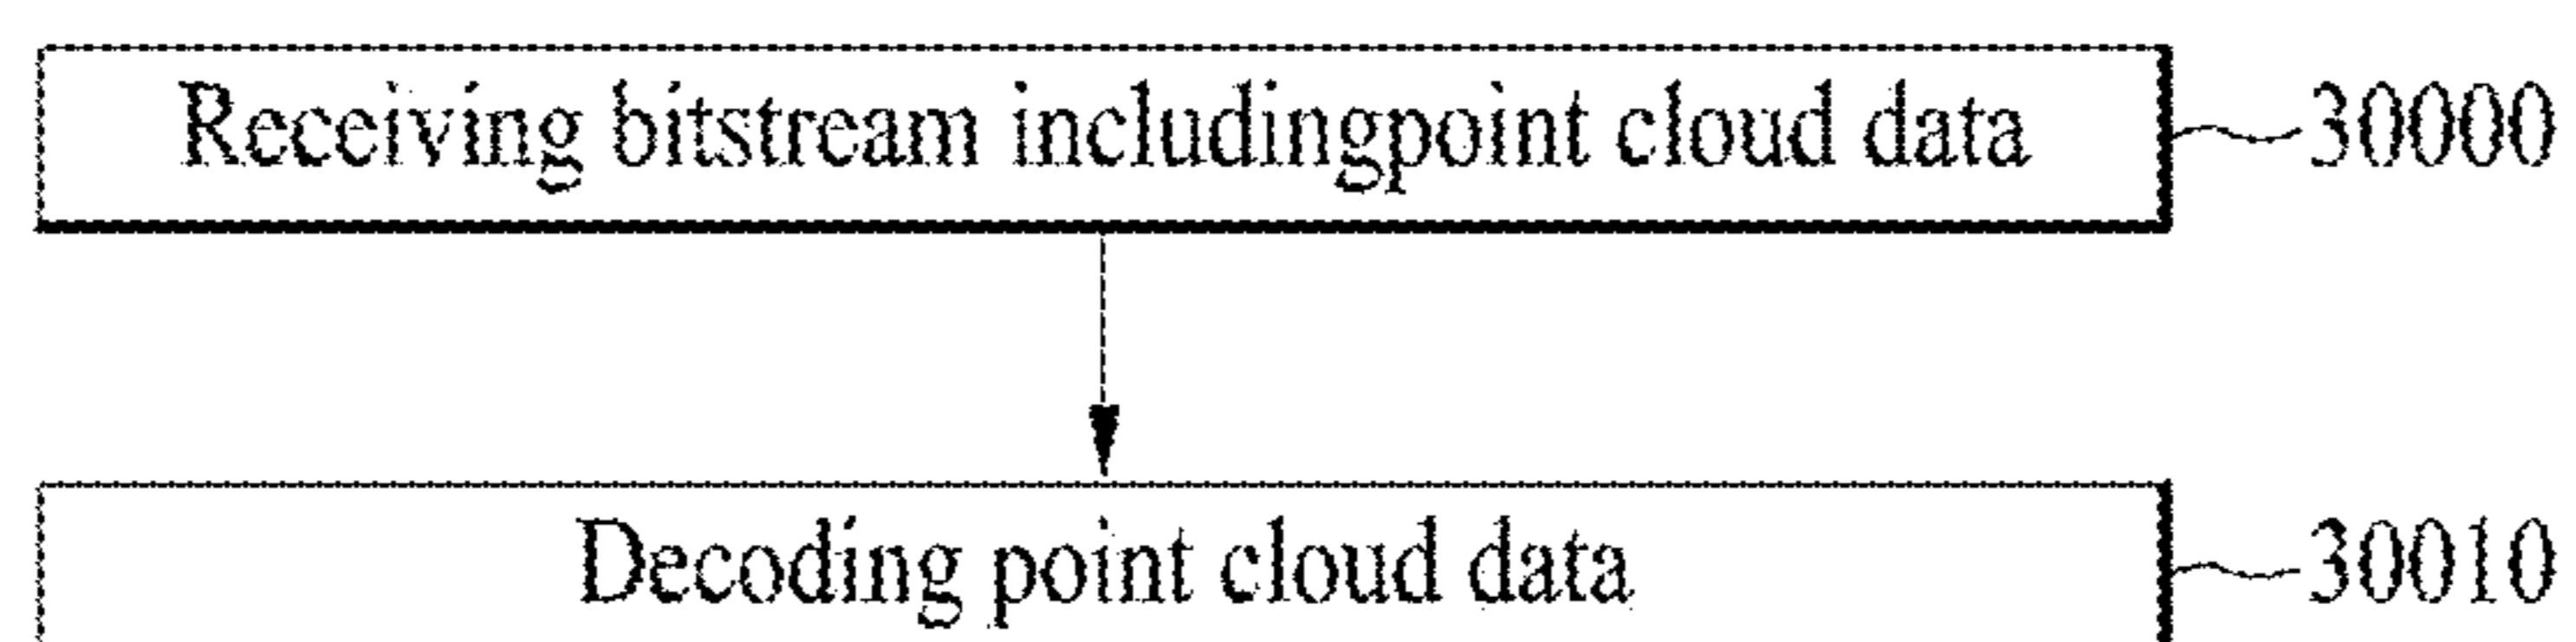 Receiving bitstream includingpoint cloud data 30000
Decoding point cloud data 30010